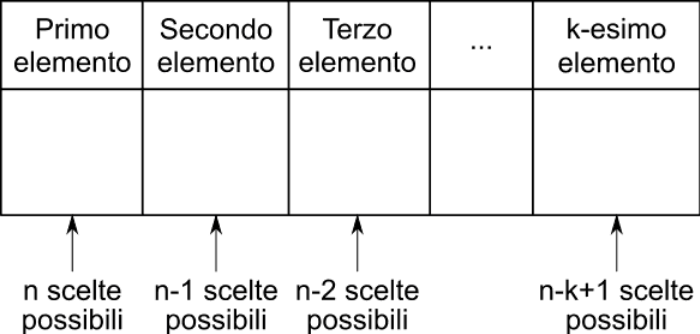 Primo
elemento
Secondo
elemento
Terzo
elemento
...
k-esimo
elemento
n scelte
possibili
n-1 scelte
possibili
n-2 scelte
possibili
n-k+1 scelte
possibili